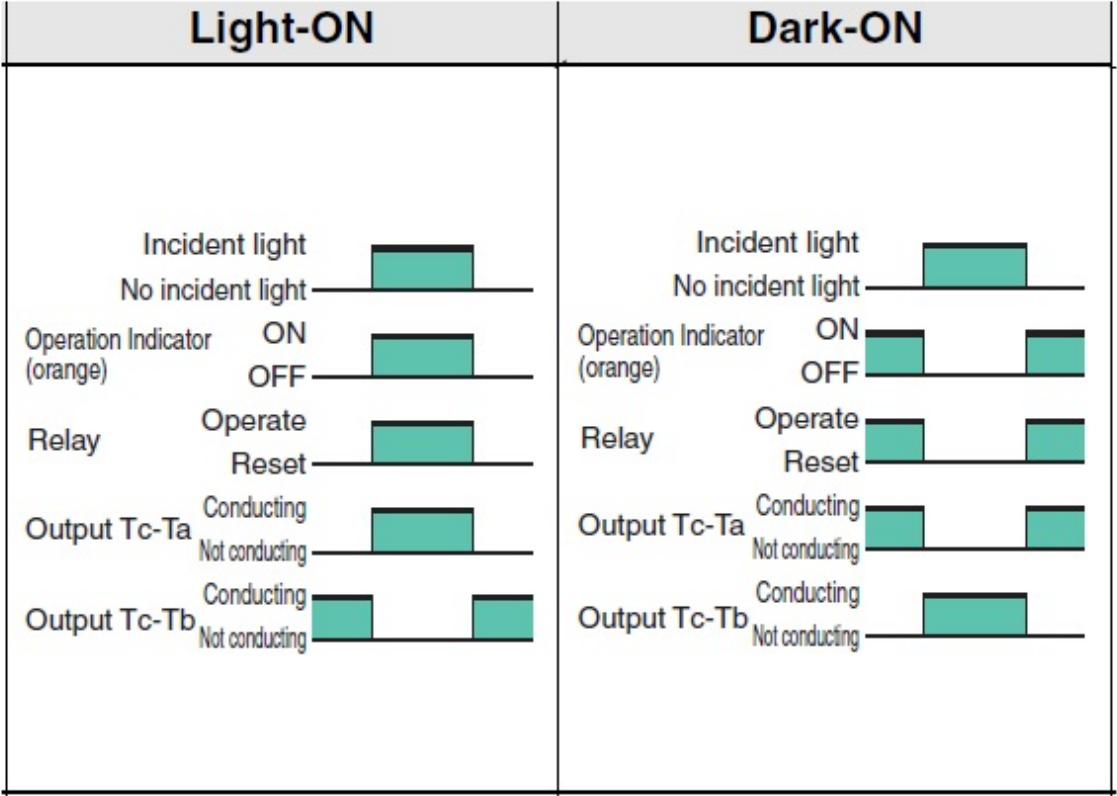 Light-ON
Incident light
No incident light
Operation Indicator
(orange)
ON
OFF
Relay
Operate
Reset
Output Tc-Ta
Conducting
Not conducting
Output Tc-Tb
Conducting
Not conducting
Dark-ON
Incident light
No incident light
Operation Indicator
(orange)
ON
OFF
Relay
Operate
Reset
Output Tc-Ta
Conducting
Not conducting
Output Tc-Tb
Conducting
Not conducting